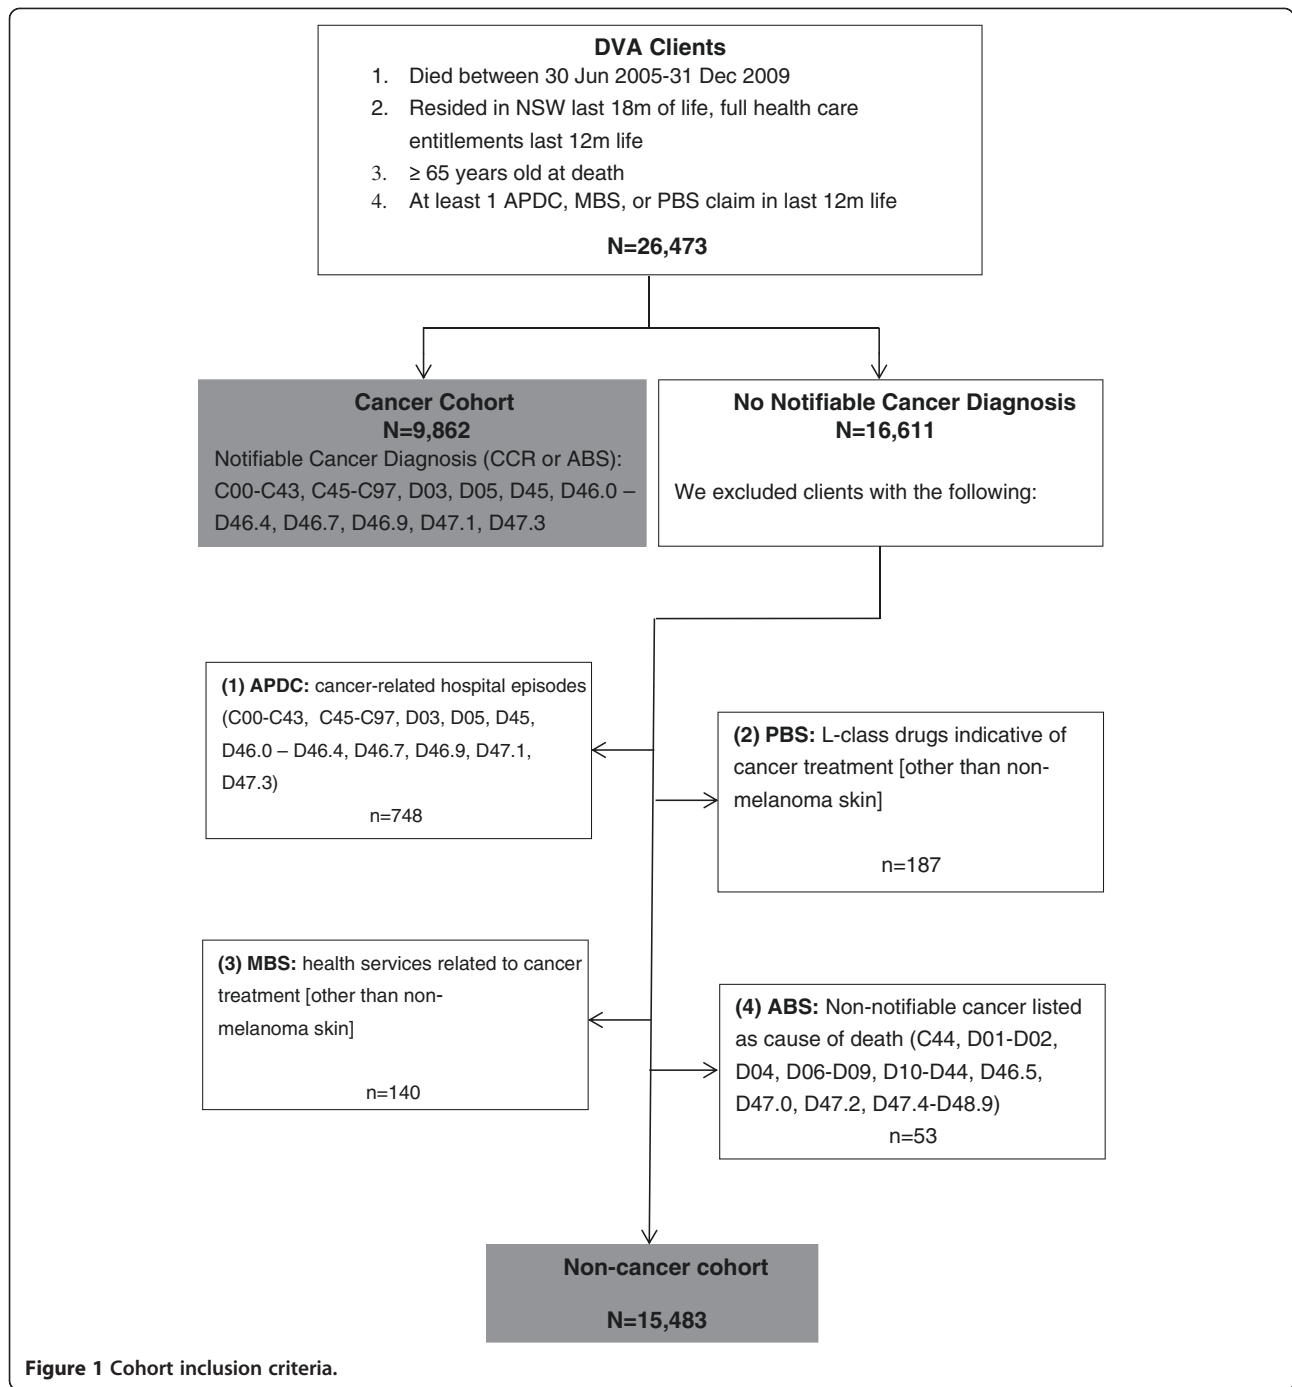 DVA Clients
1. Died between 30 Jun 2005-31 Dec 2009
2. Resided in NSW last 18m of life, full health care
entitlements last 12m life
3. ≥ 65 years old at death
4. At least 1 APDC, MBS, or PBS claim in last 12m life
N=26,473
Cancer Cohort
N=9,862
Notifiable Cancer Diagnosis (CCR or ABS):
C00-C43, C45-C97, D03, D05, D45, D46.0 –
D46.4, D46.7, D46.9, D47.1, D47.3
No Notifiable Cancer Diagnosis
N=16,611
We excluded clients with the following:
(1) APDC: cancer-related hospital episodes
(C00-C43, C45-C97, D03, D05, D45,
D46.0 – D46.4, D46.7, D46.9, D47.1,
D47.3)
n=748
(2) PBS: L-class drugs indicative of
cancer treatment [other than non-
melanoma skin]
n=187
(3) MBS: health services related to cancer
treatment [other than non-
melanoma skin]
n=140
(4) ABS: Non-notifiable cancer listed
as cause of death (C44, D01-D02,
D04, D06-D09, D10-D44, D46.5,
D47.0, D47.2, D47.4-D48.9)
n=53
Non-cancer cohort
N=15,483
Figure 1 Cohort inclusion criteria.